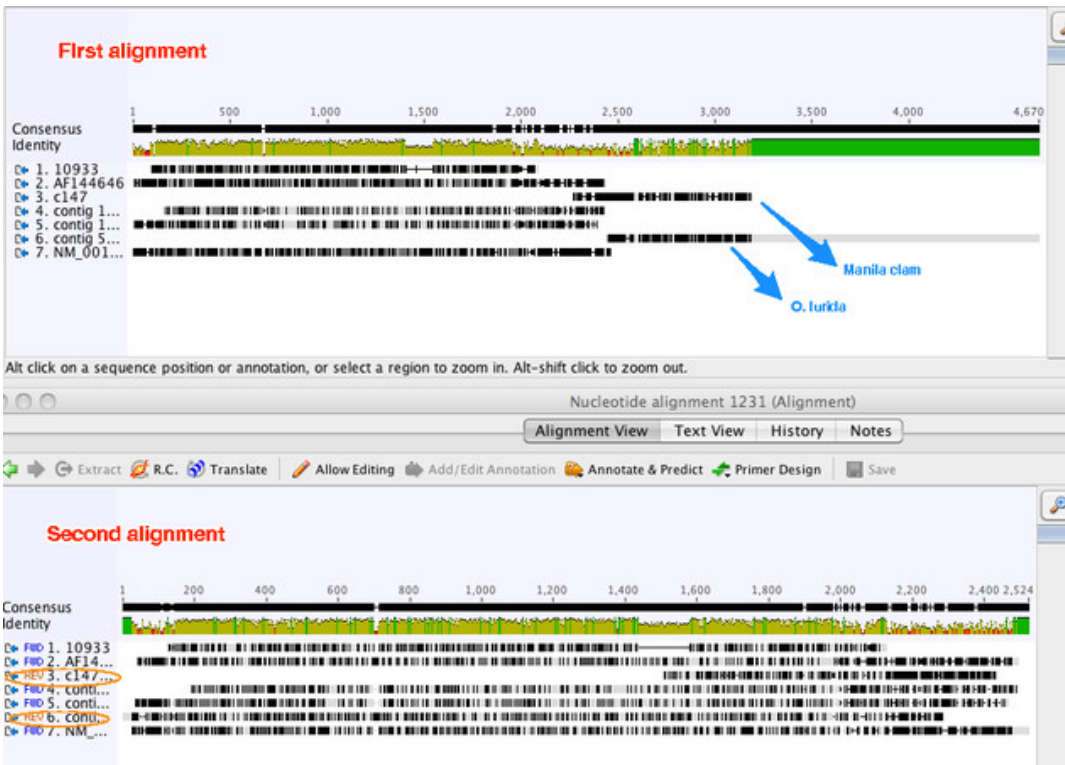 FIrst alignment
1 500 1,000 1,500 2,000 2,500 3,000 3,500 4,000 4,670
Consensus
Identity
1. 10933
2. AF144646
3. c147
4. contig 1...
5. contig 1...
6. contig 5...
7. NM_001...
Manila clam
O. lurida
Alt click on a sequence position or annotation, or select a region to zoom in. Alt-shift click to zoom out.
Nucleotide alignment 1231 (Alignment)
Alignment View Text View History Notes
Extract R.C. Translate Allow Editing Add/Edit Annotation Annotate & Predict Primer Design Save
Second alignment
1 200 400 600 800 1,000 1,200 1,400 1,600 1,800 2,000 2,200 2,400 2,524
Consensus
Identity
FWD 1. 10933
FWD 2. AF14...
REV 3. c147...
FWD 4. conti...
FWD 5. conti...
REV 6. conti...
FWD 7. NM_...